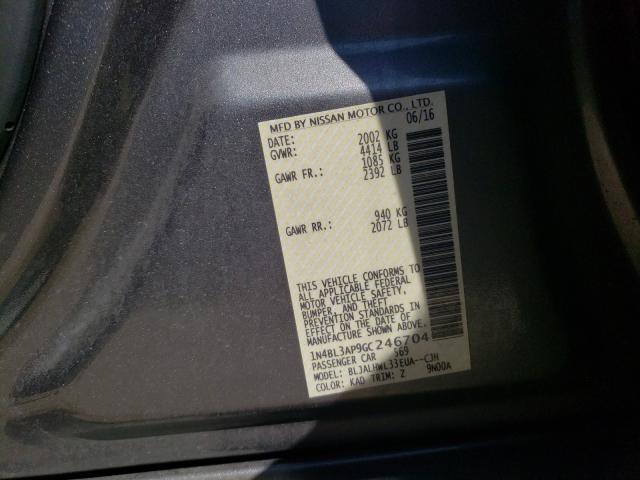 MFD BY NISSAN MOTOR CO., LTD.
DATE: 06/16
GVWR: 2002 KG
4414 LB
GAWR FR.: 1085 KG
2392 LB
GAWR RR.: 940 KG
2072 LB
THIS VEHICLE CONFORMS TO
ALL APPLICABLE FEDERAL
MOTOR VEHICLE SAFETY,
BUMPER, AND THEFT
PREVENTION STANDARDS IN
EFFECT ON THE DATE OF
MANUFACTURE SHOWN ABOVE.
1N4BL3AP9GC246704
PASSENGER CAR 569
MODEL: BLJALHWL33EUA--CJH
COLOR: KAD TRIM: Z 9N00A